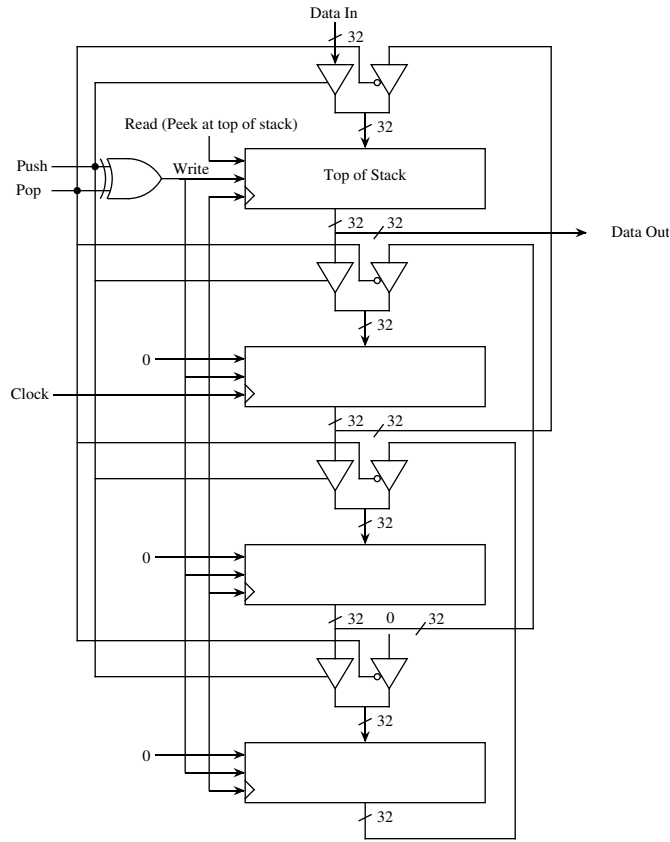 Data In
32
Read (Peek at top of stack)
32
Push
Write
Top of Stack
Pop
32 32
Data Out
32
0
Clock
32 32
32
0
32 0 32
32
0
32